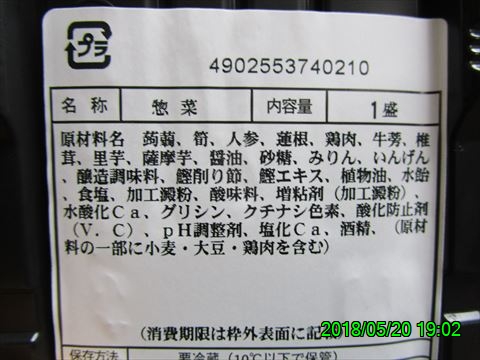 プラ
4902553740210
名 称 惣 菜 内容量 1 盛
原材料名 蒟蒻、筍、人参、蓮根、鶏肉、牛蒡、椎
茸、里芋、薩摩芋、醤油、砂糖、みりん、いんげん
、醸造調味料、鰹削り節、鰹エキス、植物油、水飴
、食塩、加工澱粉、酸味料、増粘剤（加工澱粉）、
水酸化Ｃａ、グリシン、クチナシ色素、酸化防止剤
（Ｖ．Ｃ）、ｐＨ調整剤、塩化Ｃａ、酒精、（原材
料の一部に小麦・大豆・鶏肉を含む）
（消費期限は枠外表面に記載
2018/05/20 19:02
保存方法 要冷蔵（10℃以下で保管）